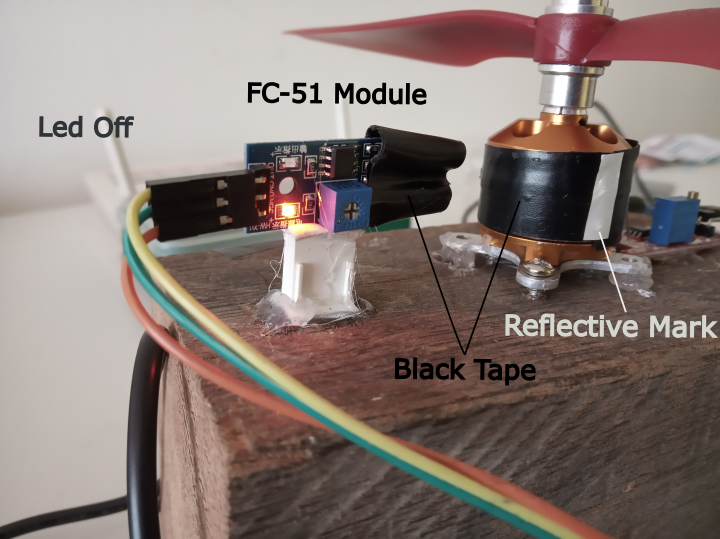 FC-51 Module
Led Off
Reflective Mark
Black Tape